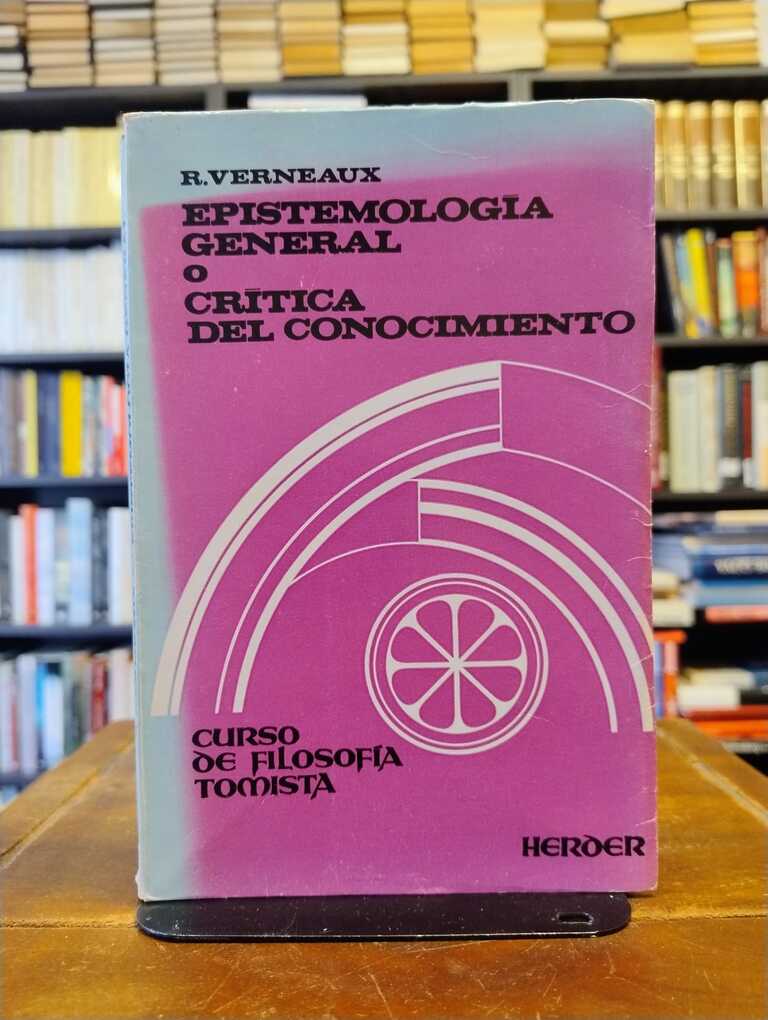 R. VERNEAUX
EPISTEMOLOGÍA
GENERAL
O
CRÍTICA
DEL CONOCIMIENTO
CURSO
DE FILOSOFÍA
TOMISTA
HERDER